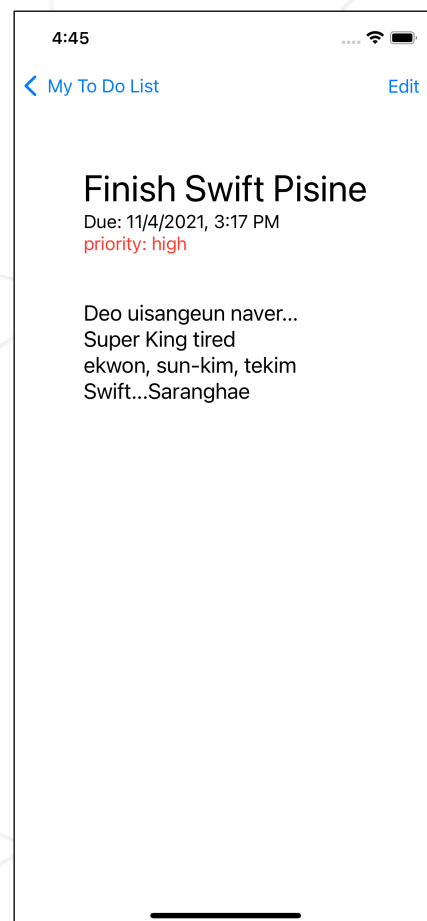 4:45
My To Do List
Edit
Finish Swift Pisine
Due: 11/4/2021, 3:17 PM
priority: high
Deo uisangeun naver...
Super King tired
ekwon, sun-kim, tekim
Swift...Saranghae